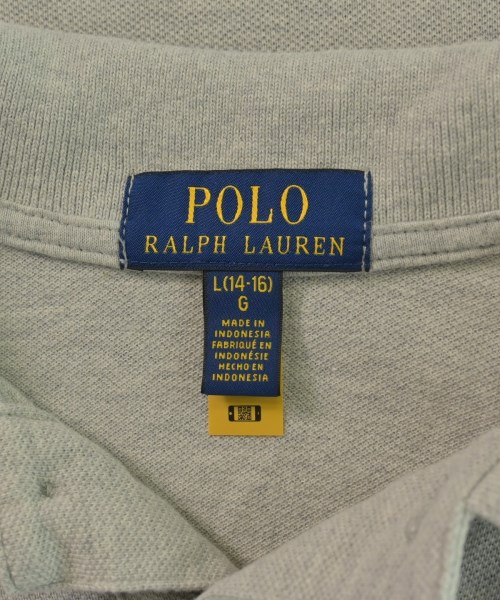 POLO
RALPH LAUREN
L(14-16)
G
MADE IN
INDONESIA
FABRIQUÉ EN
INDONÉSIE
HECHO EN
INDONESIA